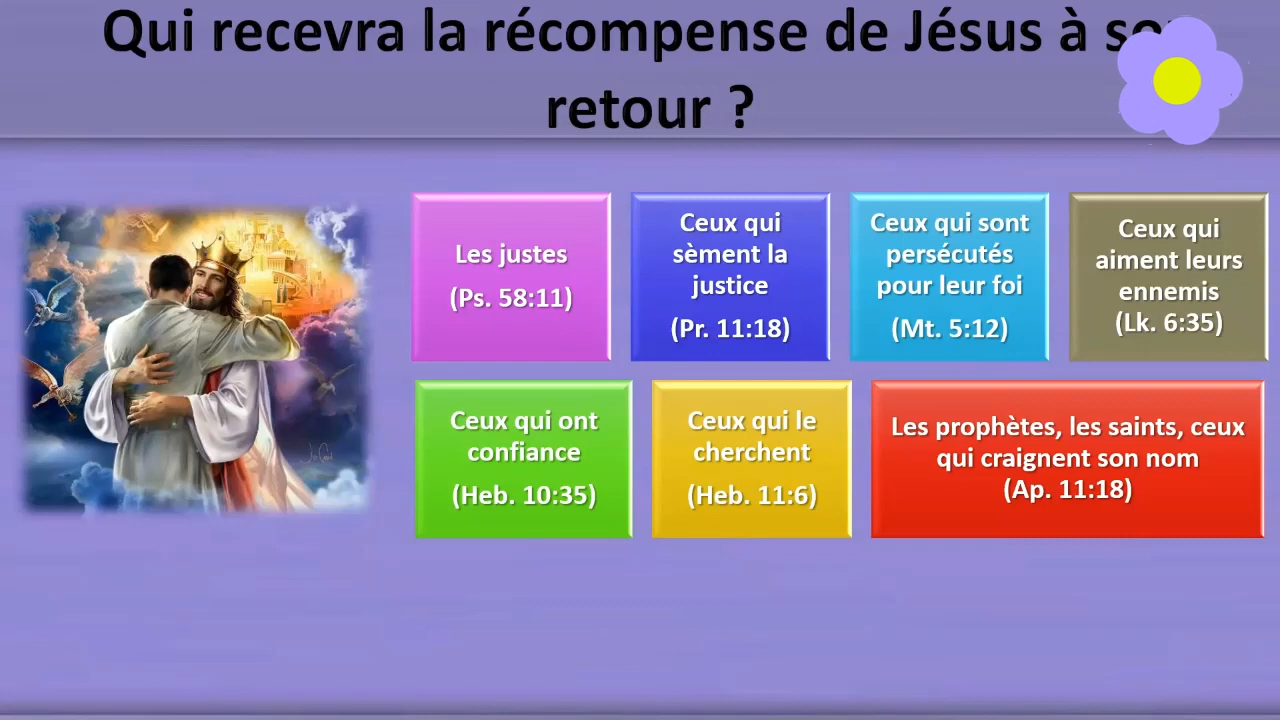 Qui recevra la récompense de Jésus à
retour ?
Les justes
(Ps. 58:11)
Ceux qui
sèment la
justice
(Pr. 11:18)
Ceux qui sont
persécutés
pour leur foi
(Mt. 5:12)
Ceux qui
aiment leurs
ennemis
(Lk. 6:35)
Ceux qui ont
confiance
(Heb. 10:35)
Ceux qui le
cherchent
(Heb. 11:6)
Les prophètes, les saints, ceux
qui craignent son nom
(Ap. 11:18)